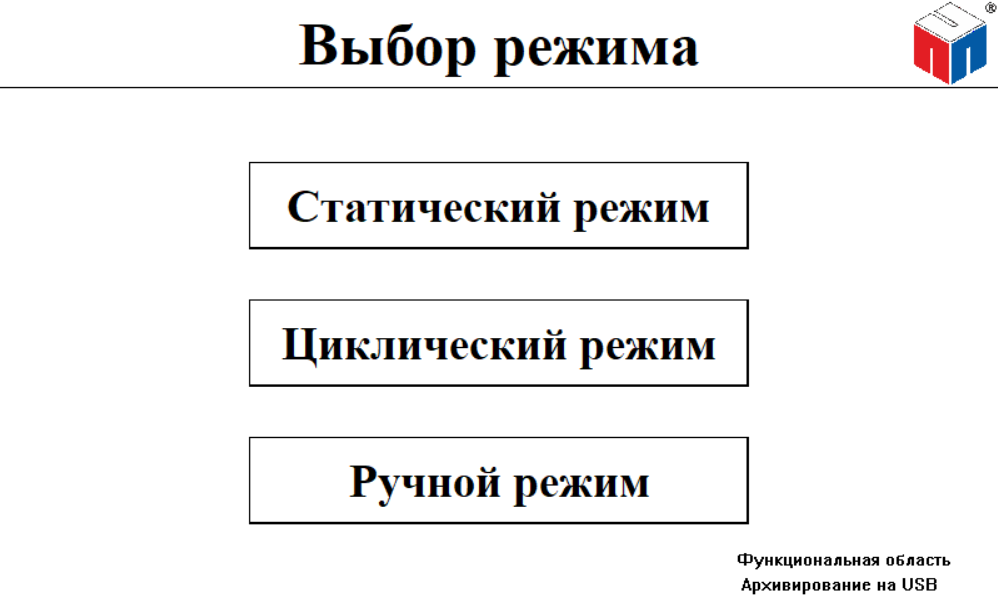 Выбор режима
®
Статический режим
Циклический режим
Ручной режим
Функциональная область
Архивирование на USB